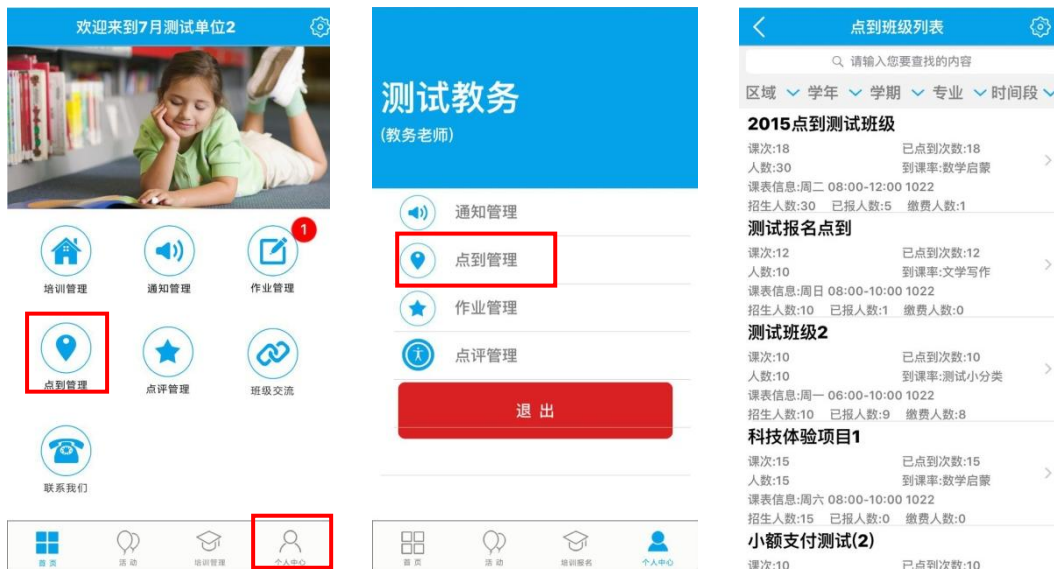 欢迎来到7月测试单位2
1
培训管理 通知管理 作业管理
点到管理 点评管理 班级交流
联系我们
首页 活动 培训管理 个人中心
测试教务
(教务老师)
通知管理
点到管理
作业管理
点评管理
退出
首页 活动 培训报名 个人中心
点到班级列表
请输入您要查找的内容
区域 学年 学期 专业 时间段
2015点到测试班级
课次:18 已点到次数:18
人数:30 到课率:数学启蒙
课表信息:周二 08:00-12:00 1022
招生人数:30 已报人数:5 缴费人数:1
测试报名点到
课次:12 已点到次数:12
人数:10 到课率:文学写作
课表信息:周日 08:00-10:00 1022
招生人数:10 已报人数:1 缴费人数:0
测试班级2
课次:10 已点到次数:10
人数:10 到课率:测试小分类
课表信息:周一 06:00-10:00 1022
招生人数:10 已报人数:9 缴费人数:8
科技体验项目1
课次:15 已点到次数:15
人数:15 到课率:数学启蒙
课表信息:周六 08:00-10:00 1022
招生人数:15 已报人数:0 缴费人数:0
小额支付测试(2)
课次:10 已点到次数:10